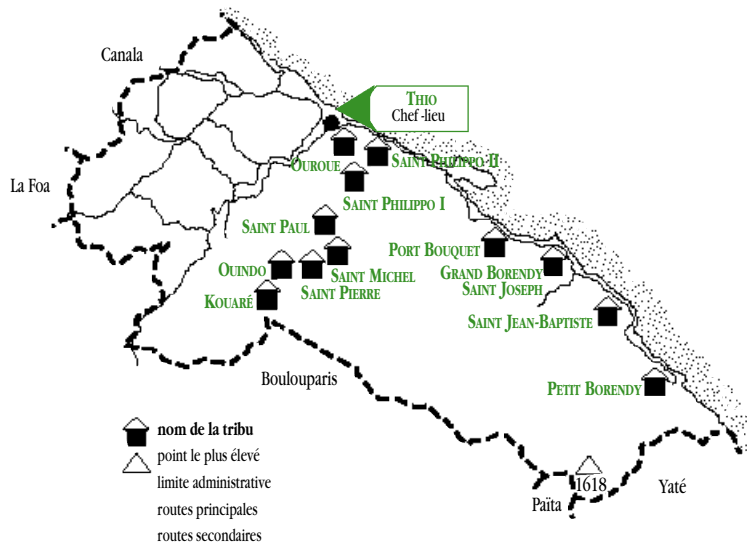 Canala
THIO
Chef -lieu
OUROUE
SAINT PHILIPPO II
La Foa
SAINT PHILIPPO I
SAINT PAUL
PORT BOUQUET
OUINDO
SAINT MICHEL
GRAND BORENDY
SAINT PIERRE
SAINT JOSEPH
KOUARÉ
SAINT JEAN-BAPTISTE
Boulouparis
PETIT BORENDY
nom de la tribu
point le plus élevé
limite administrative
routes principales
routes secondaires
1618
Païta
Yaté